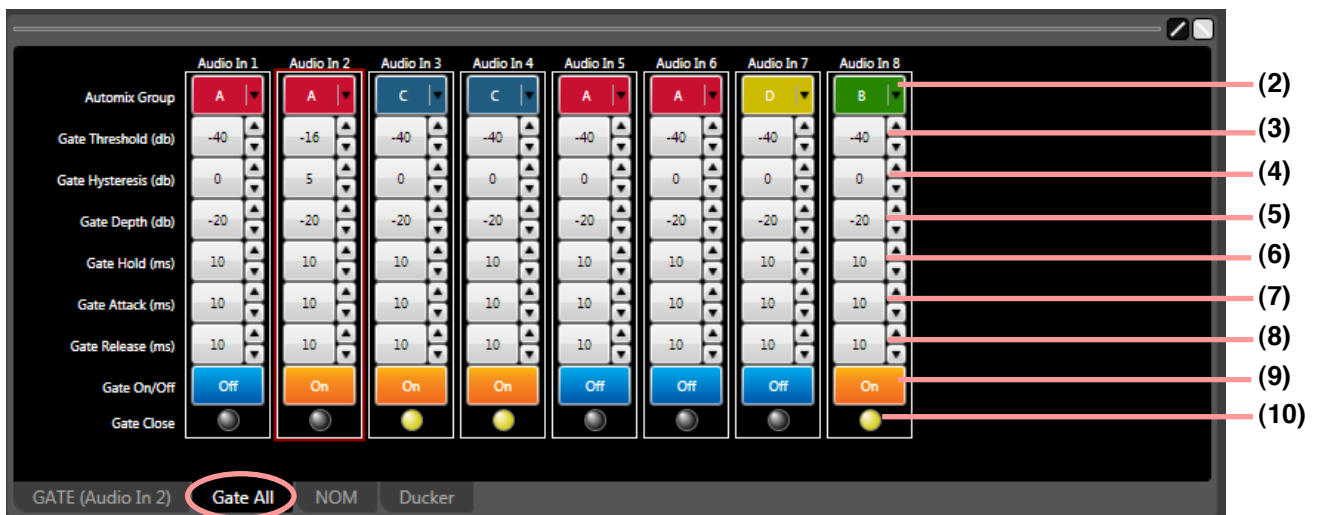 Audio In 1 Audio In 2 Audio In 3 Audio In 4 Audio In 5 Audio In 6 Audio In 7 Audio In 8
Automix Group A A C C A A D B (2)
Gate Threshold (db) -40 -16 -40 -40 -40 -40 -40 -40 (3)
Gate Hysteresis (db) 0 5 0 0 0 0 0 0 (4)
Gate Depth (db) -20 -20 -20 -20 -20 -20 -20 -20 (5)
Gate Hold (ms) 10 10 10 10 10 10 10 10 (6)
Gate Attack (ms) 10 10 10 10 10 10 10 10 (7)
Gate Release (ms) 10 10 10 10 10 10 10 10 (8)
Gate On/Off Off On On On Off Off Off On (9)
Gate Close (10)
GATE (Audio In 2) Gate All NOM Ducker